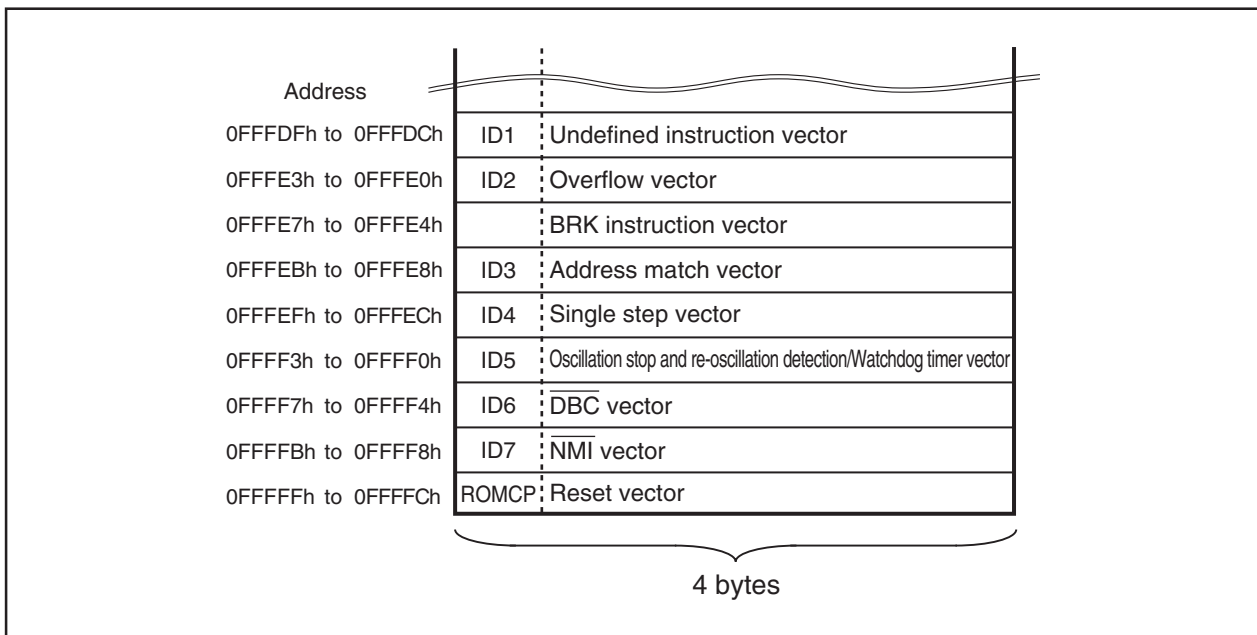 Address
0FFFDFh to 0FFFDCh ID1 Undefined instruction vector
0FFFE3h to 0FFFE0h ID2 Overflow vector
0FFFE7h to 0FFFE4h BRK instruction vector
0FFFEBh to 0FFFE8h ID3 Address match vector
0FFFEFh to 0FFFECh ID4 Single step vector
0FFFF3h to 0FFFF0h ID5 Oscillation stop and re-oscillation detection/Watchdog timer vector
0FFFF7h to 0FFFF4h ID6 D̅B̅C̅ vector
0FFFFBh to 0FFFF8h ID7 N̅M̅I̅ vector
0FFFFFh to 0FFFFCh ROMCP Reset vector
4 bytes